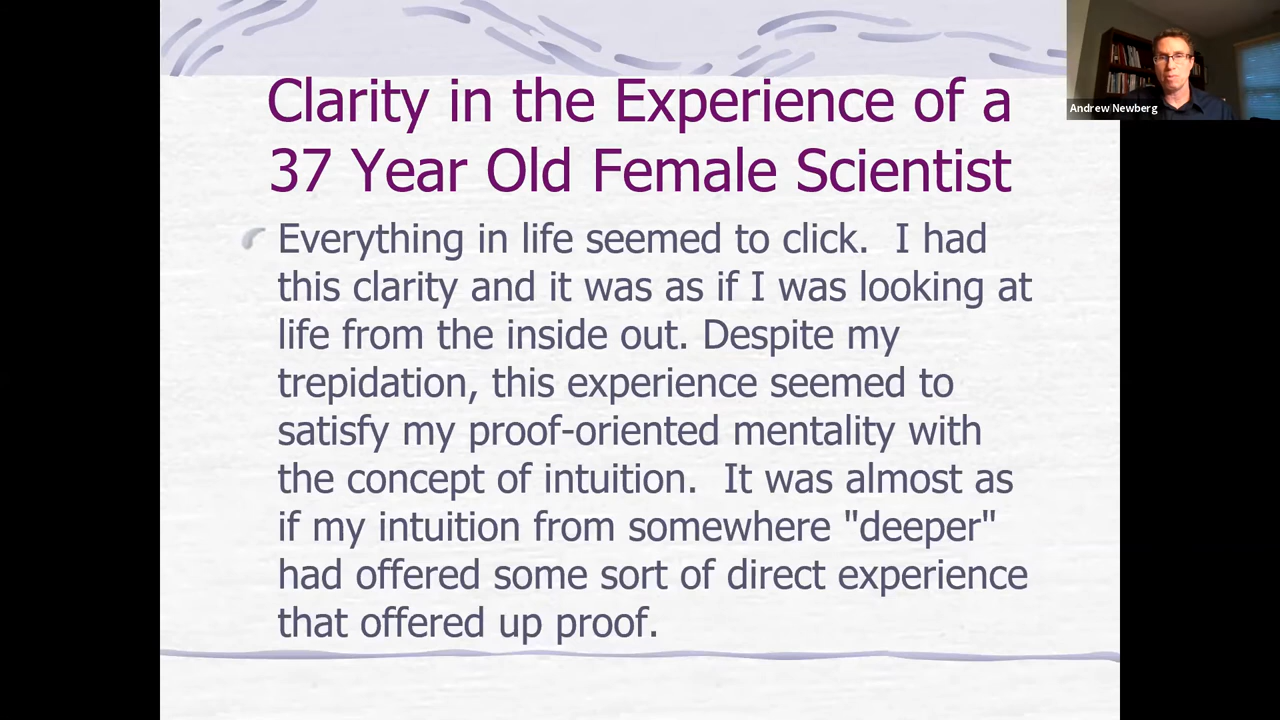 Clarity in the Experience of a
37 Year Old Female Scientist
Everything in life seemed to click.  I had
this clarity and it was as if I was looking at
life from the inside out. Despite my
trepidation, this experience seemed to
satisfy my proof-oriented mentality with
the concept of intuition.  It was almost as
if my intuition from somewhere "deeper"
had offered some sort of direct experience
that offered up proof.
Andrew Newberg